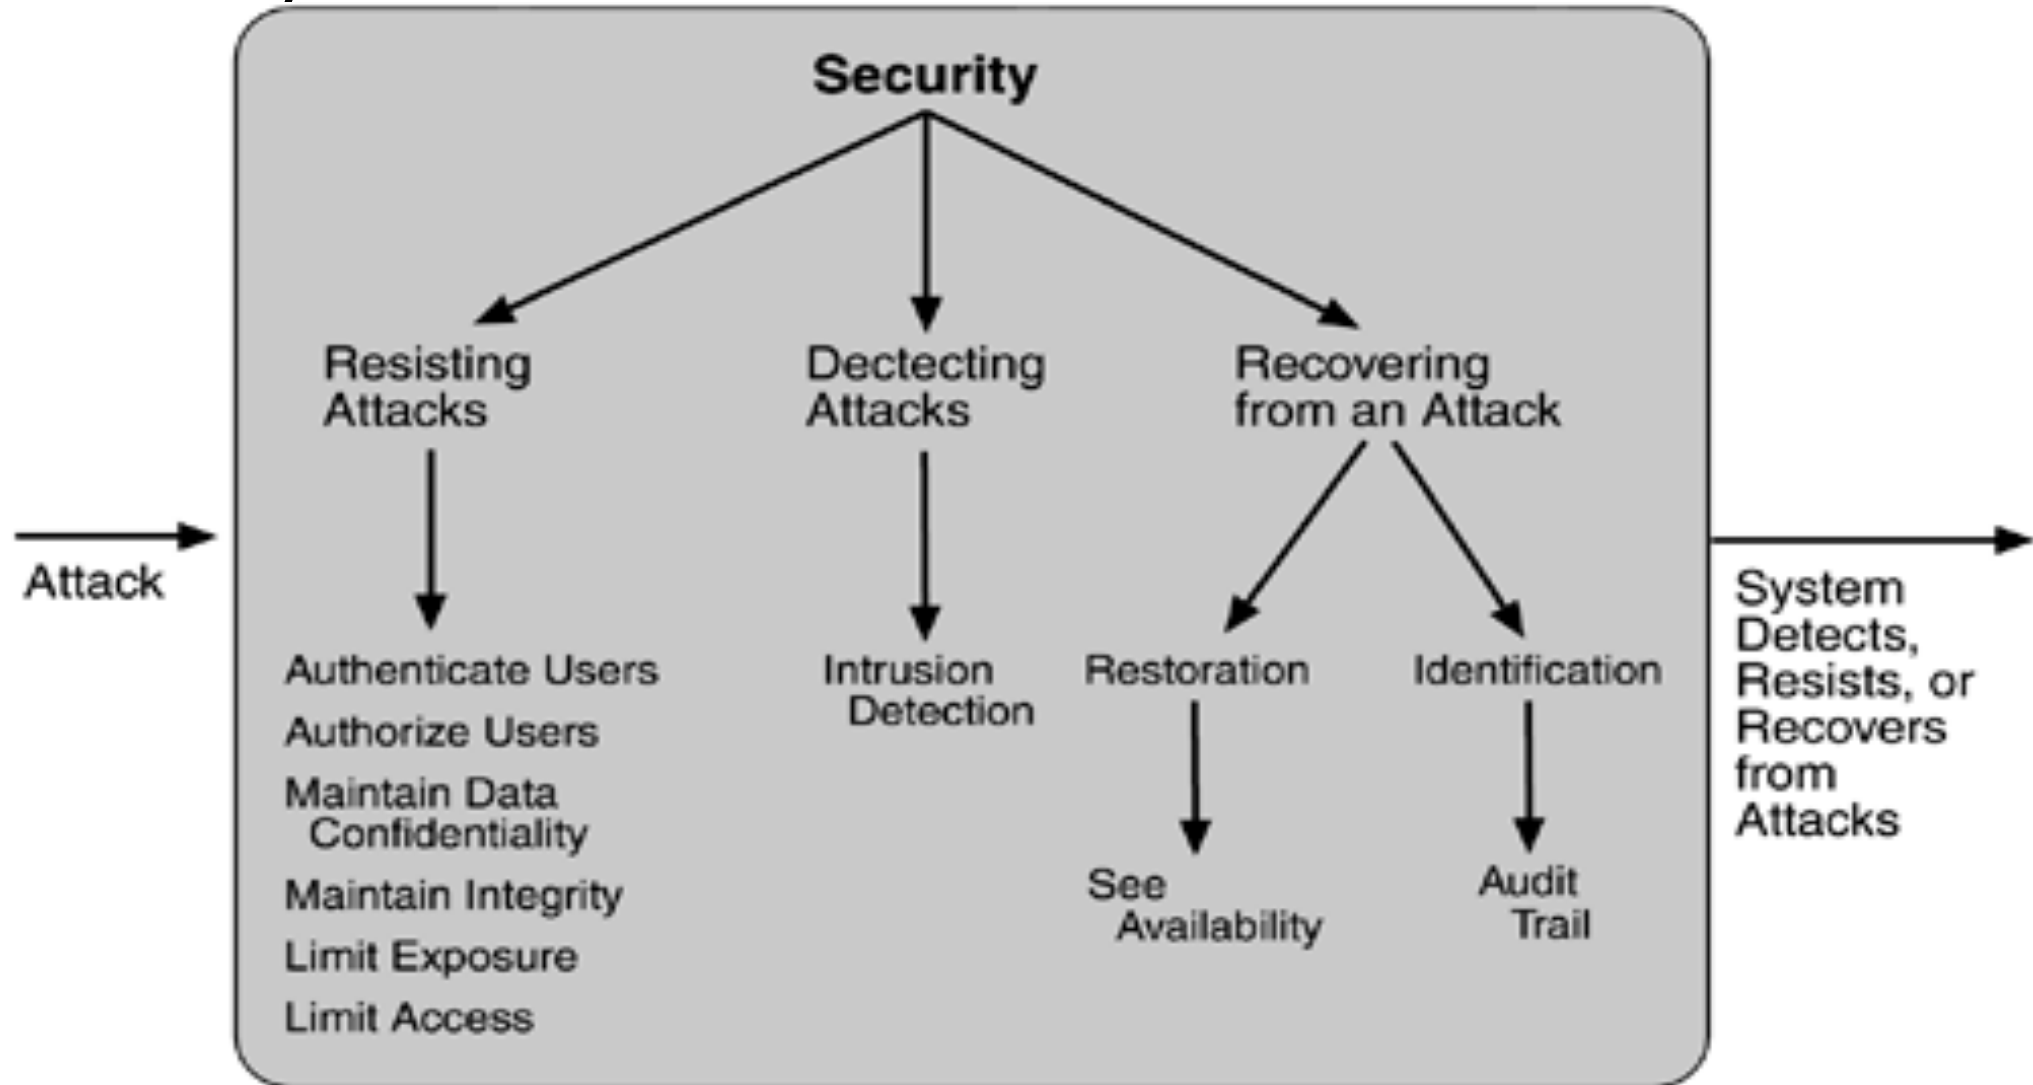 Security
Resisting
Attacks
Dectecting
Attacks
Recovering
from an Attack
Attack
System
Detects,
Resists, or
Recovers
from
Attacks
Authenticate Users
Authorize Users
Maintain Data
Confidentiality
Maintain Integrity
Limit Exposure
Limit Access
Intrusion
Detection
Restoration
See
Availability
Identification
Audit
Trail